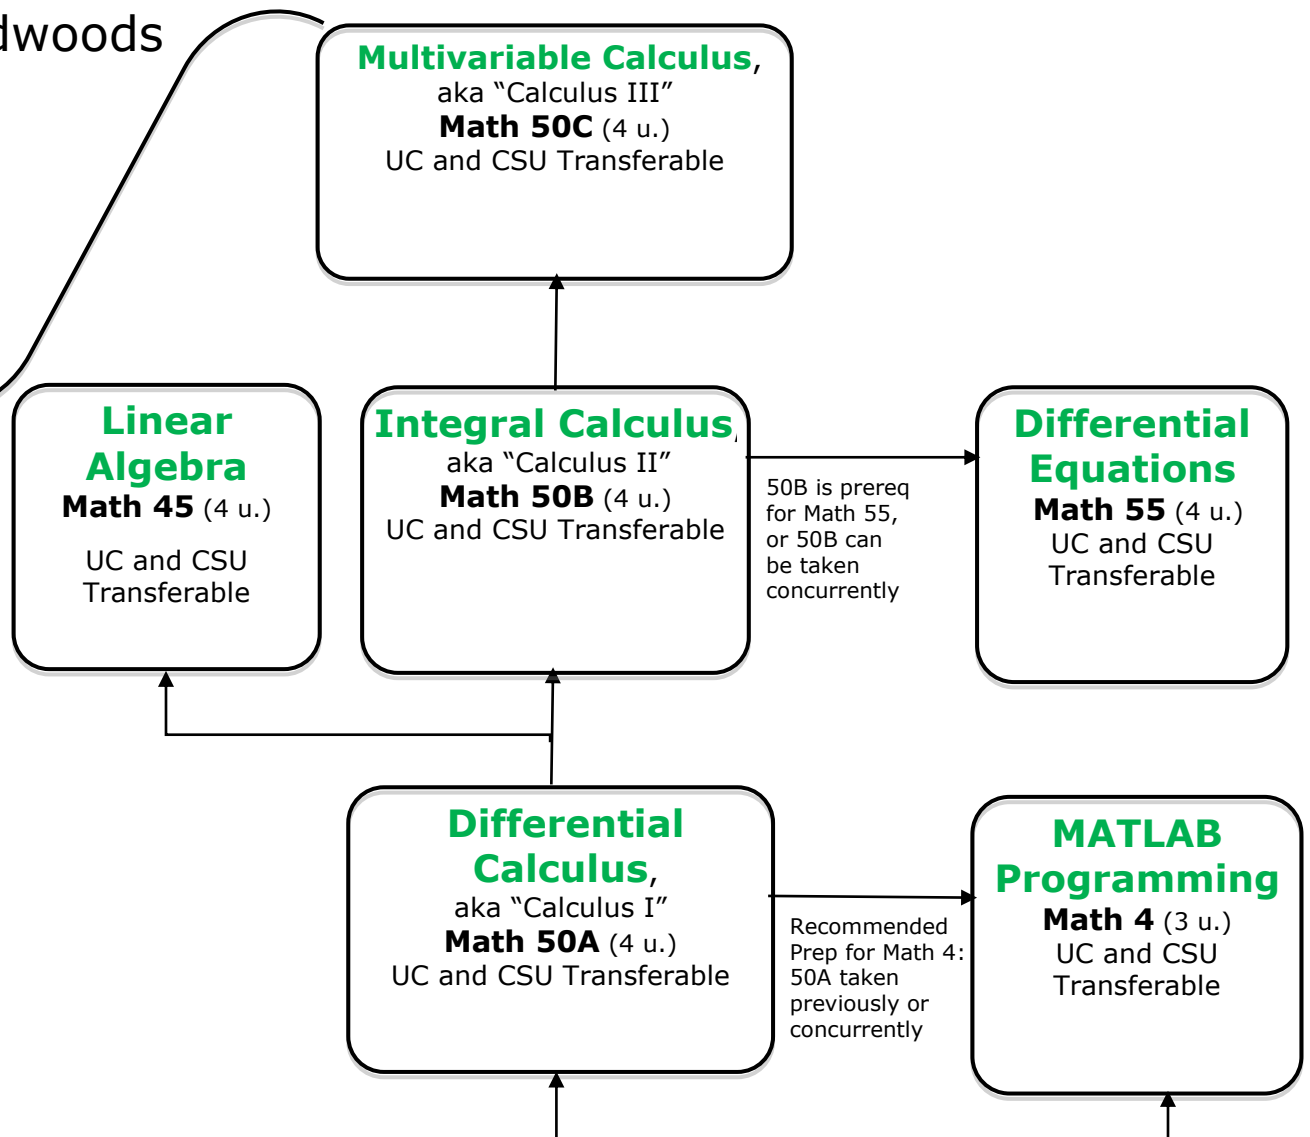 Multivariable Calculus,
aka “Calculus III”
Math 50C (4 u.)
UC and CSU Transferable
Linear
Algebra
Math 45 (4 u.)
UC and CSU
Transferable
Integral Calculus,
aka “Calculus II”
Math 50B (4 u.)
UC and CSU Transferable
50B is prereq
for Math 55,
or 50B can
be taken
concurrently
Differential
Equations
Math 55 (4 u.)
UC and CSU
Transferable
Differential
Calculus,
aka “Calculus I”
Math 50A (4 u.)
UC and CSU Transferable
Recommended
Prep for Math 4:
50A taken
previously or
concurrently
MATLAB
Programming
Math 4 (3 u.)
UC and CSU
Transferable